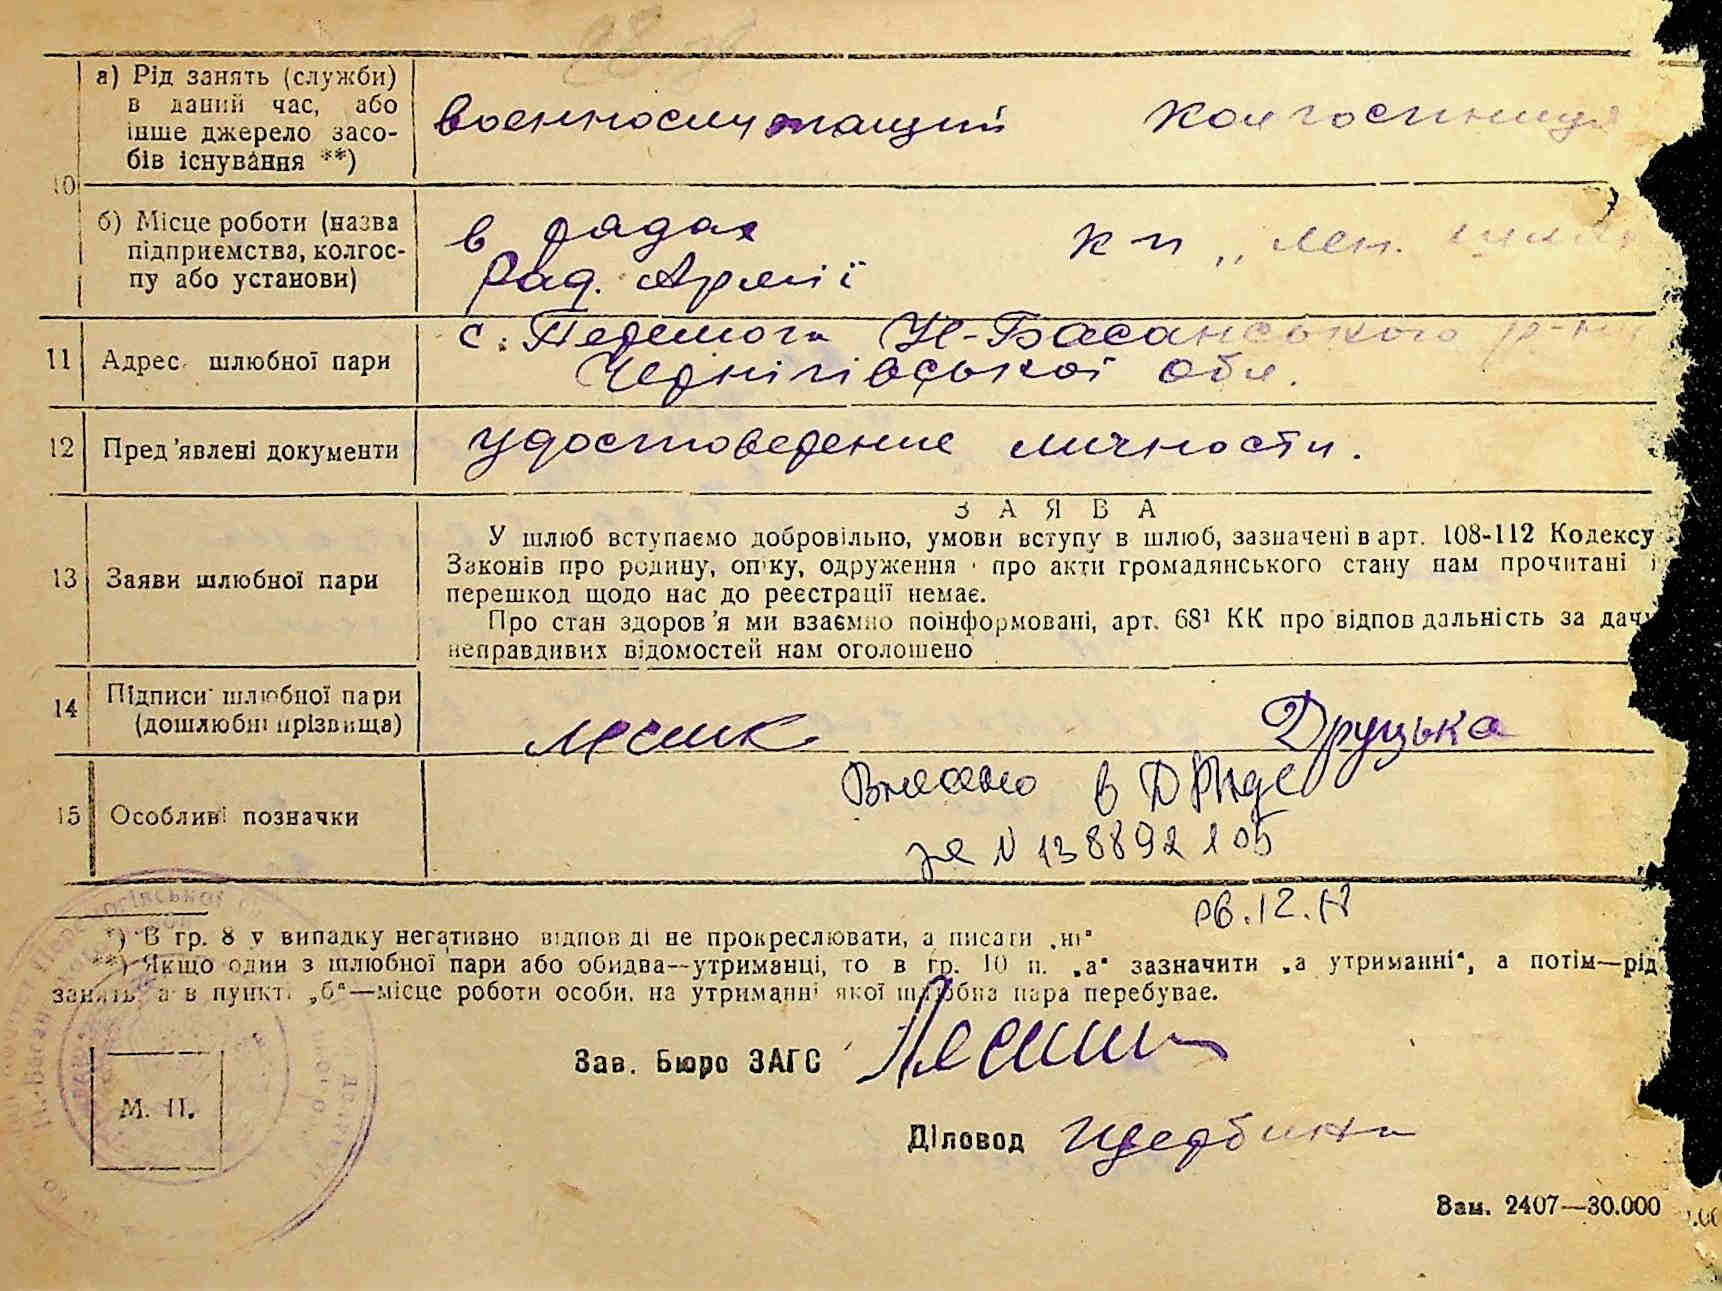 10
а) Рід занять (служби)
в даний час, або
інше джерело засо-
бів існування **)
военнослужащий колгоспниця
б) Місце роботи (назва
підприємства, колгос-
пу або установи)
в рядах к-п „Лен.
Рад. Армії
11 Адрес шлюбної пари
с. Перемога Н-Басанського р-ну
Чернігівської обл.
12 Пред'явлені документи
удостоведение личности.
13 Заяви шлюбної пари
ЗАЯВА
У шлюб вступаємо добровільно, умови вступу в шлюб, зазначені в арт. 108-112 Кодексу
Законів про родину, опіку, одруження і про акти громадянського стану нам прочитані і
перешкод щодо нас до реєстрації немає.
Про стан здоров'я ми взаємно поінформовані, арт. 68¹ КК про відповідальність за дачу
неправдивих відомостей нам оголошено
14 Підписи шлюбної пари
(дошлюбні прізвища)
Лесик Друцька
15 Особливі позначки
Внесено в ДРАЦС
за N 138892105
06.12.17
*) В гр. 8 у випадку негативної відповіді не прокреслювати, а писати „ні"
**) Якщо один з шлюбної пари або обидва—утриманці, то в гр. 10 п. „а" зазначити „а утриманні", а потім—рід
занять, а в пункті „б"—місце роботи особи, на утриманні якої шлюбна пара перебуває.
Зав. Бюро ЗАГС
М. П.
Діловод Щербина
Зам. 2407—30.000